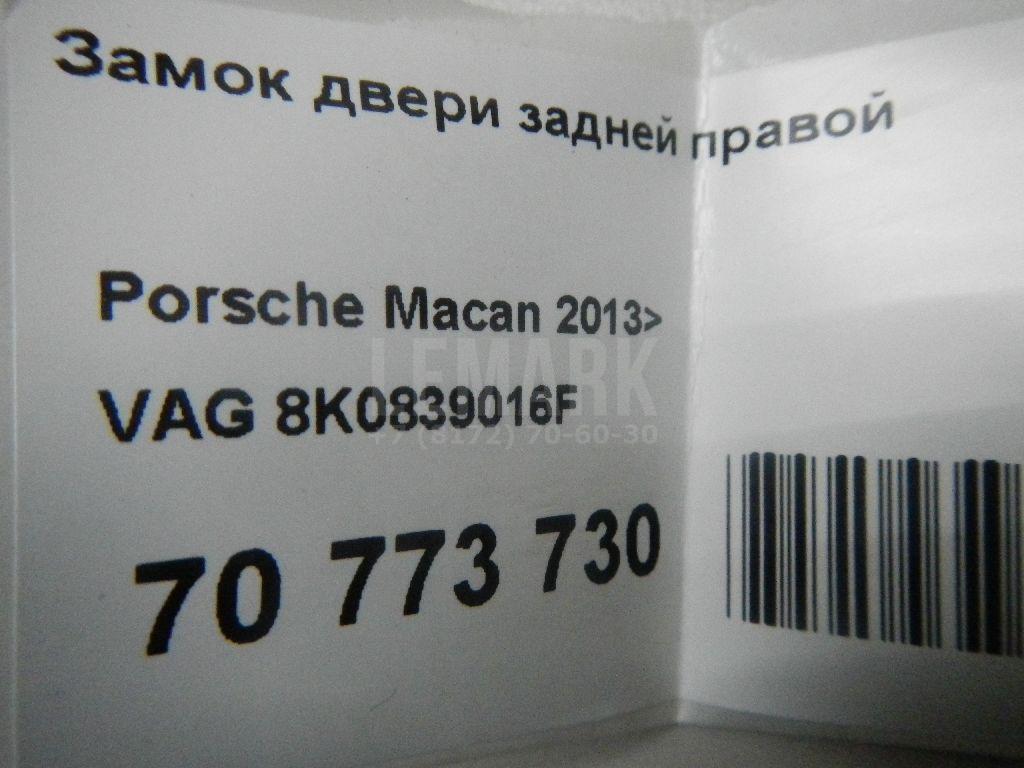 Замок двери задней правой
Porsche Macan 2013>
LEMARK
VAG 8K0839016F
+7 (8172) 70-60-30
70 773 730